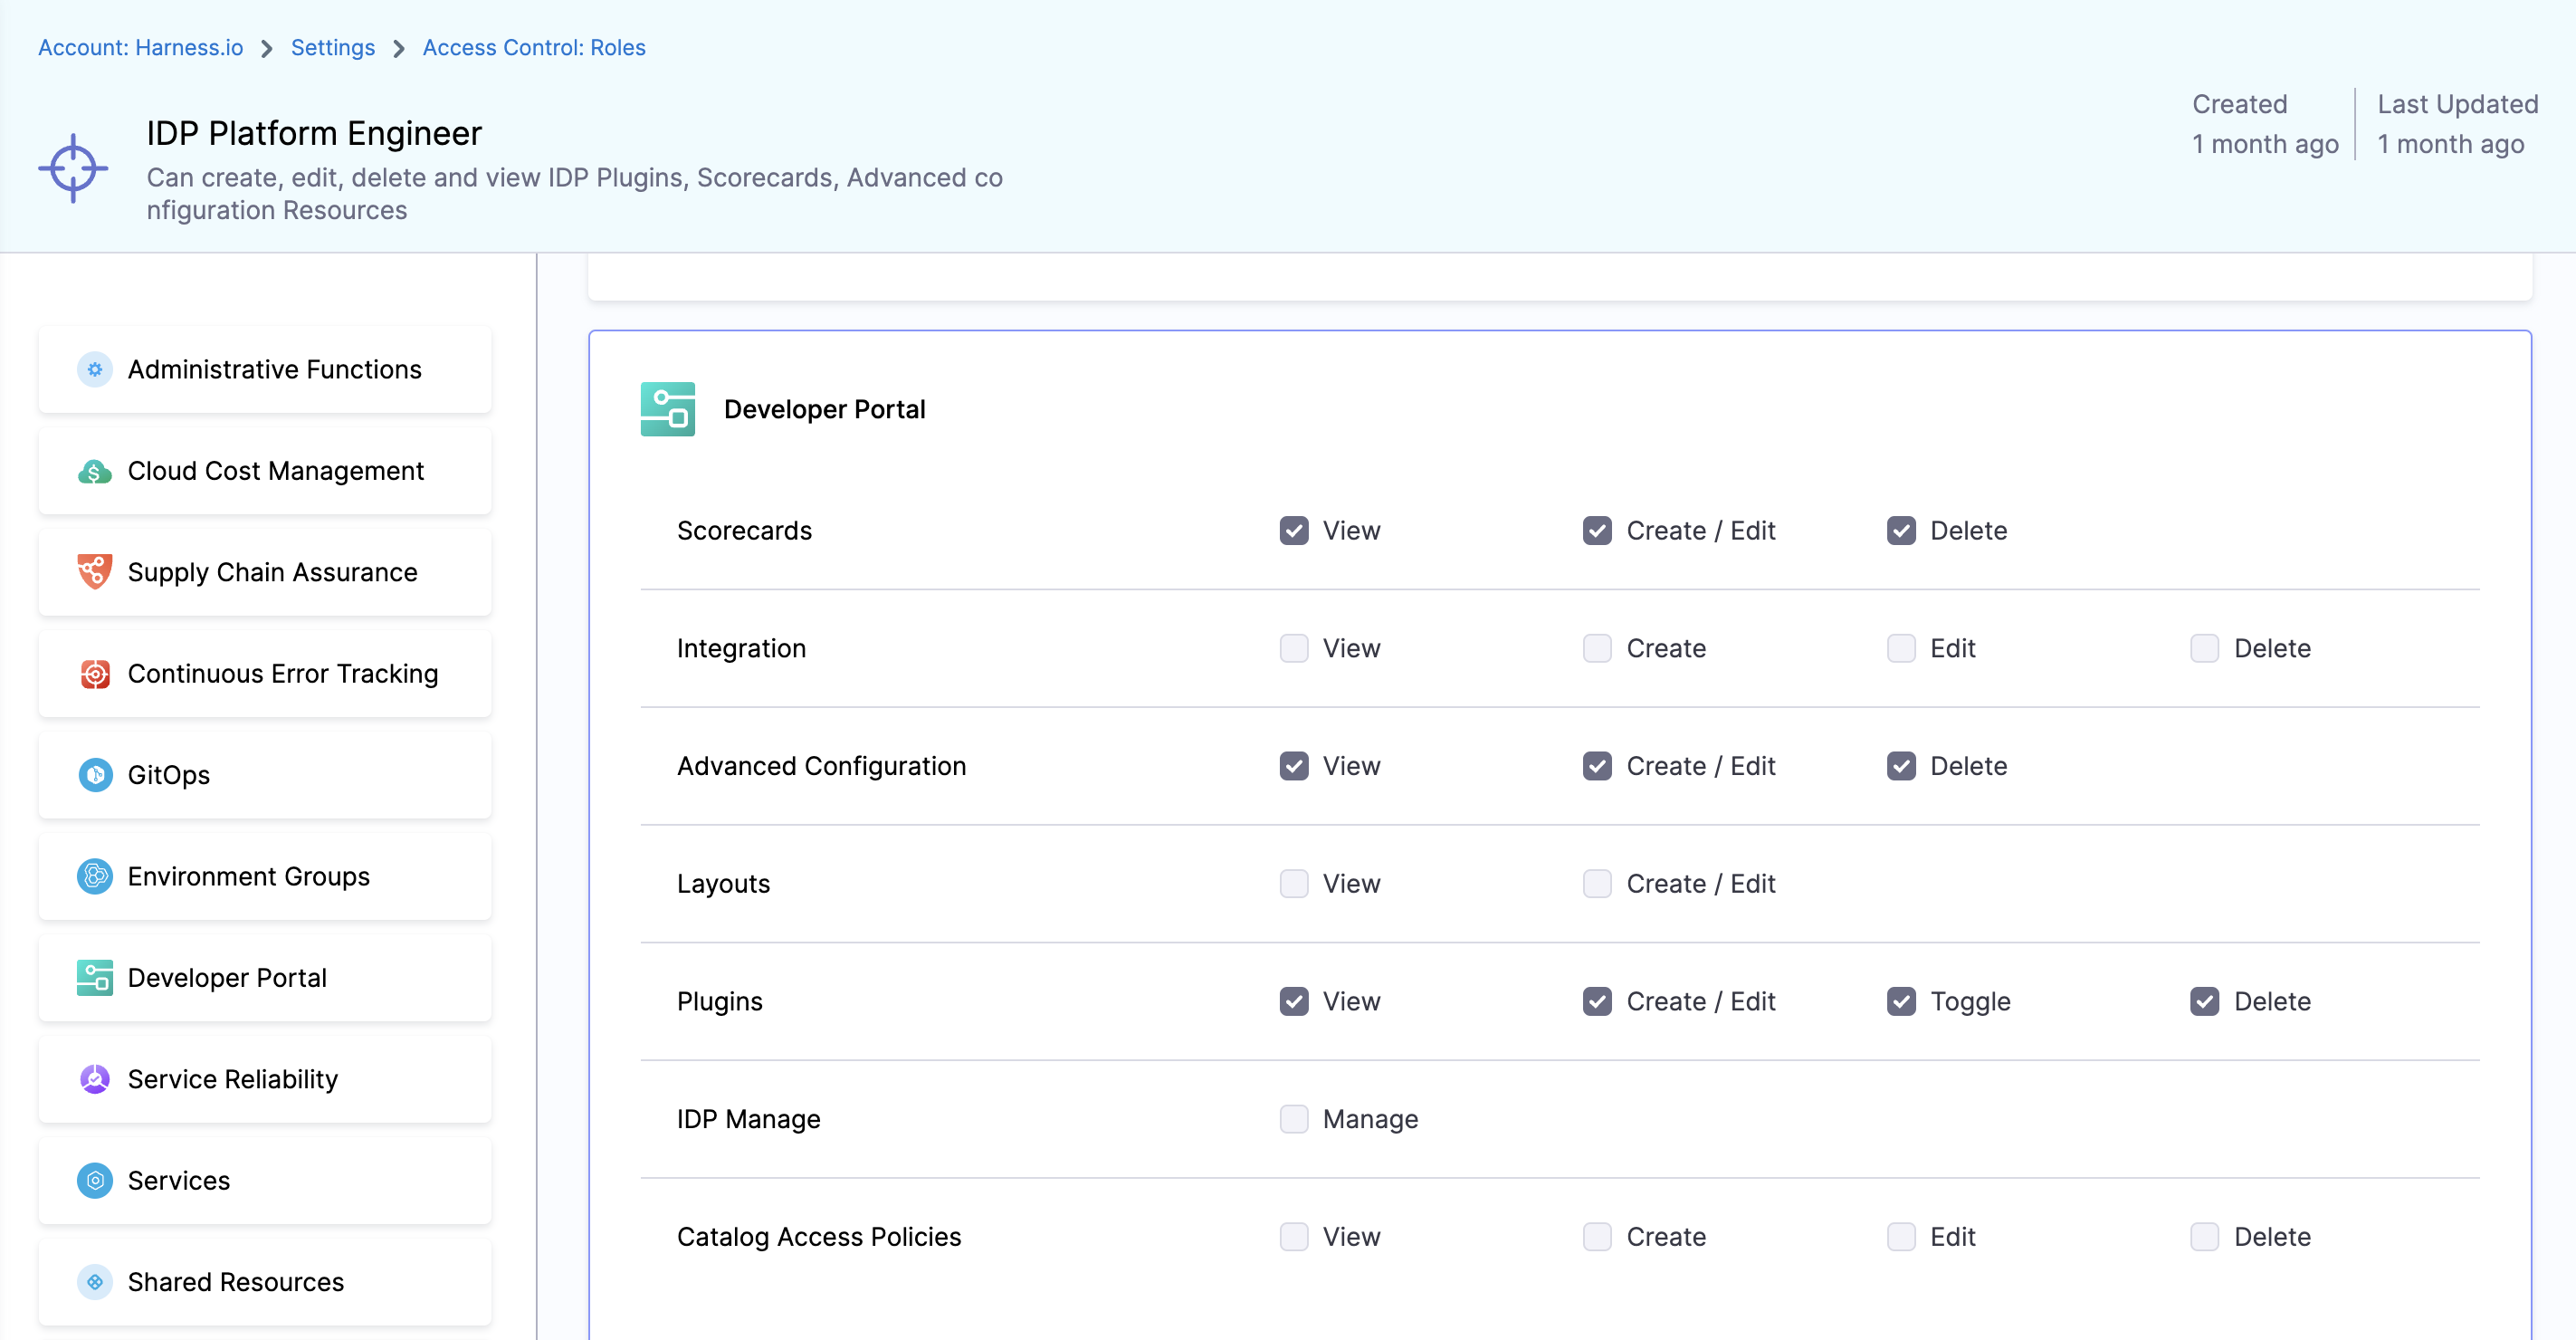 Account: Harness.io > Settings > Access Control: Roles
IDP Platform Engineer
Can create, edit, delete and view IDP Plugins, Scorecards, Advanced co
nfiguration Resources
Created
1 month ago
Last Updated
1 month ago
Administrative Functions
Cloud Cost Management
Supply Chain Assurance
Continuous Error Tracking
GitOps
Environment Groups
Developer Portal
Service Reliability
Services
Shared Resources
Developer Portal
Scorecards View Create / Edit Delete
Integration View Create Edit Delete
Advanced Configuration View Create / Edit Delete
Layouts View Create / Edit
Plugins View Create / Edit Toggle Delete
IDP Manage Manage
Catalog Access Policies View Create Edit Delete